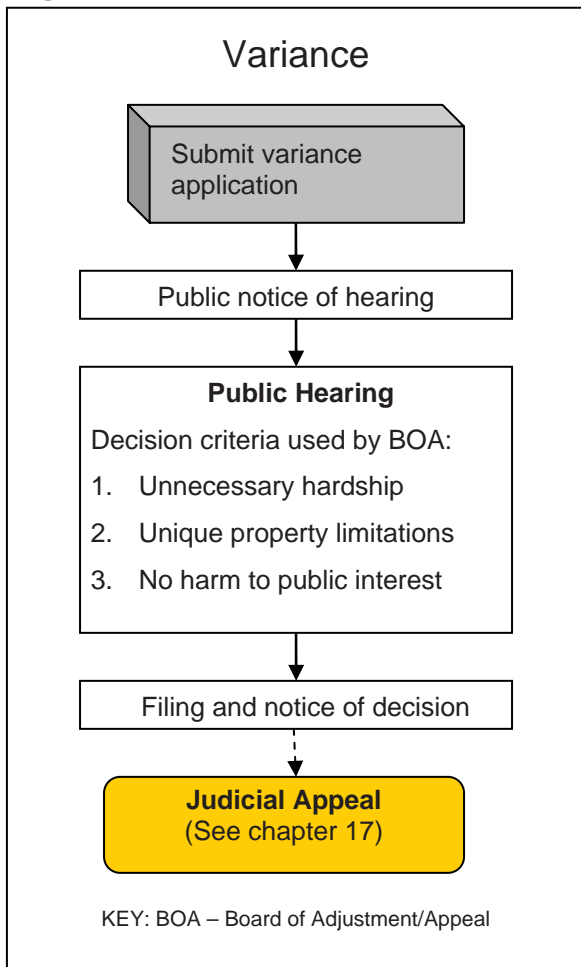 Variance
Submit variance
application
Public notice of hearing
Public Hearing
Decision criteria used by BOA:
1. Unnecessary hardship
2. Unique property limitations
3. No harm to public interest
Filing and notice of decision
Judicial Appeal
(See chapter 17)
KEY: BOA – Board of Adjustment/Appeal